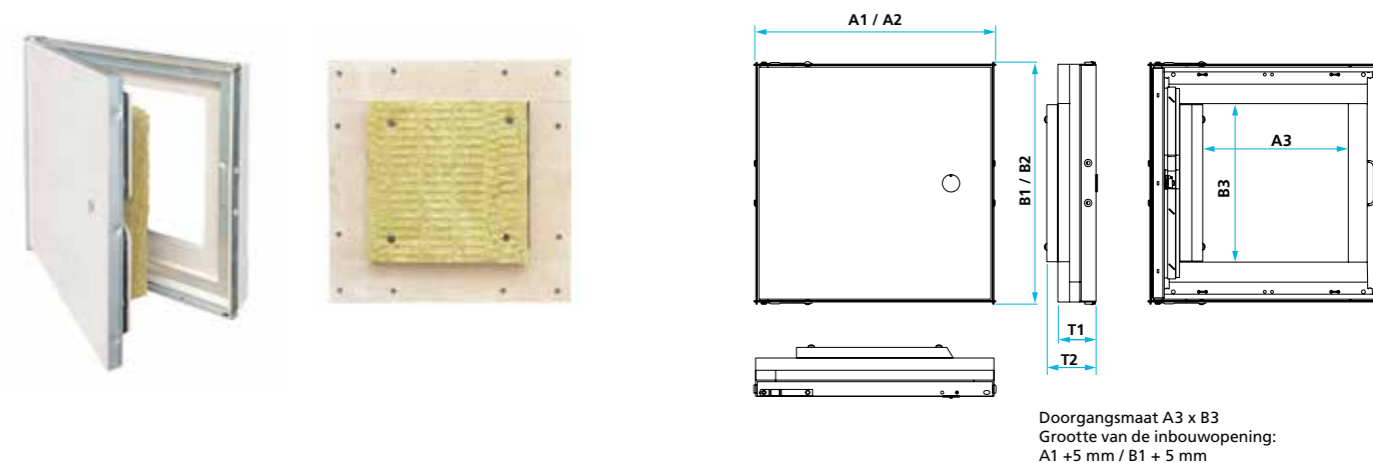 A1 / A2
B1 / B2
A3
B3
T1
T2
Doorgangsmaat A3 x B3
Grootte van de inbouwopening:
A1 +5 mm / B1 + 5 mm